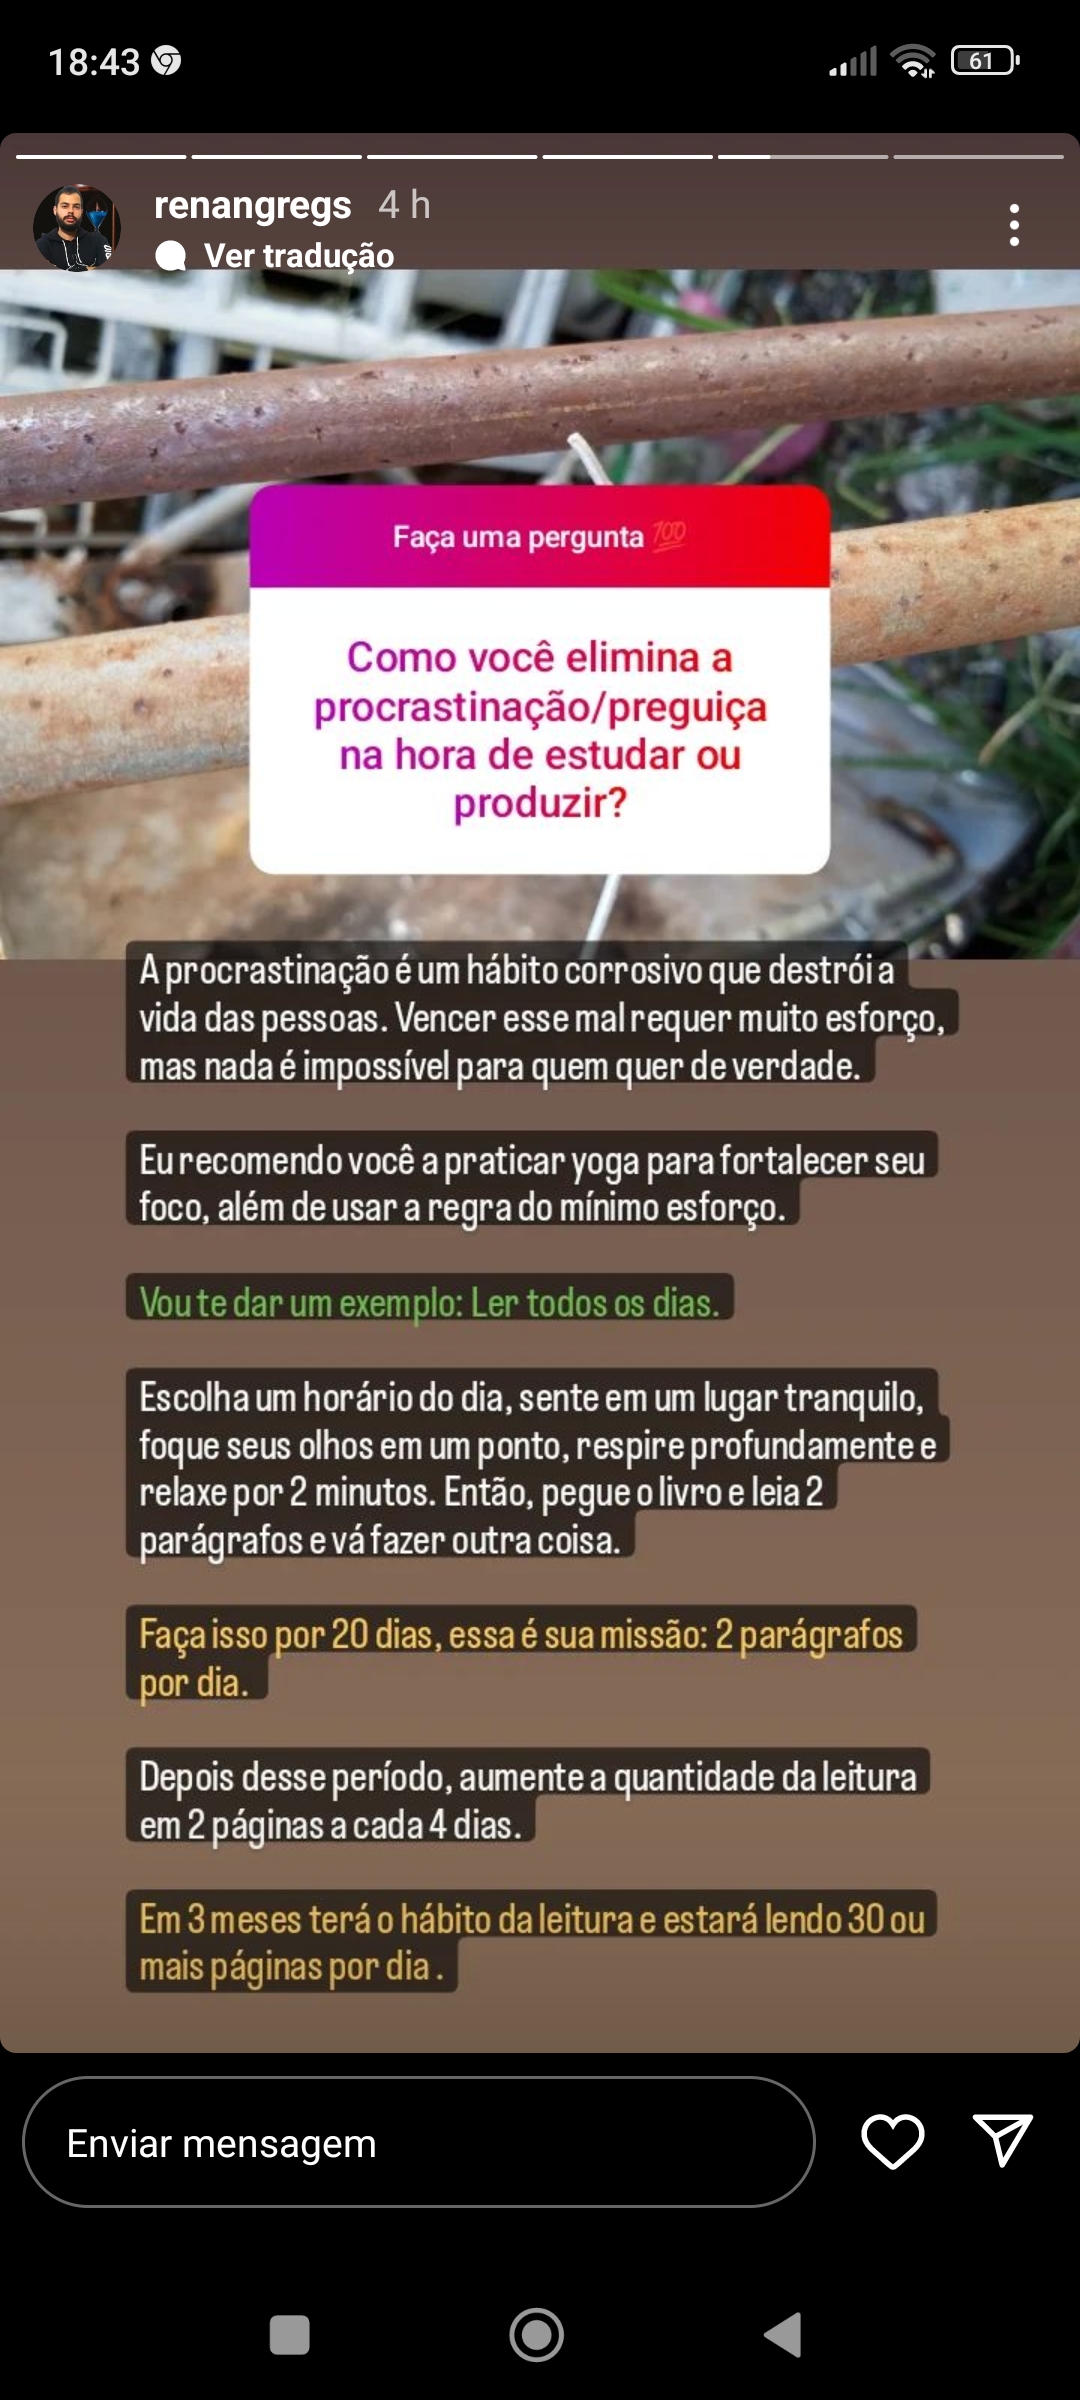 18:43
61
renangregs 4 h
Ver tradução
Faça uma pergunta 💯
Como você elimina a
procrastinação/preguiça
na hora de estudar ou
produzir?
A procrastinação é um hábito corrosivo que destrói a
vida das pessoas. Vencer esse mal requer muito esforço,
mas nada é impossível para quem quer de verdade.
Eu recomendo você a praticar yoga para fortalecer seu
foco, além de usar a regra do mínimo esforço.
Vou te dar um exemplo: Ler todos os dias.
Escolha um horário do dia, sente em um lugar tranquilo,
foque seus olhos em um ponto, respire profundamente e
relaxe por 2 minutos. Então, pegue o livro e leia 2
parágrafos e vá fazer outra coisa.
Faça isso por 20 dias, essa é sua missão: 2 parágrafos
por dia.
Depois desse período, aumente a quantidade da leitura
em 2 páginas a cada 4 dias.
Em 3 meses terá o hábito da leitura e estará lendo 30 ou
mais páginas por dia .
Enviar mensagem